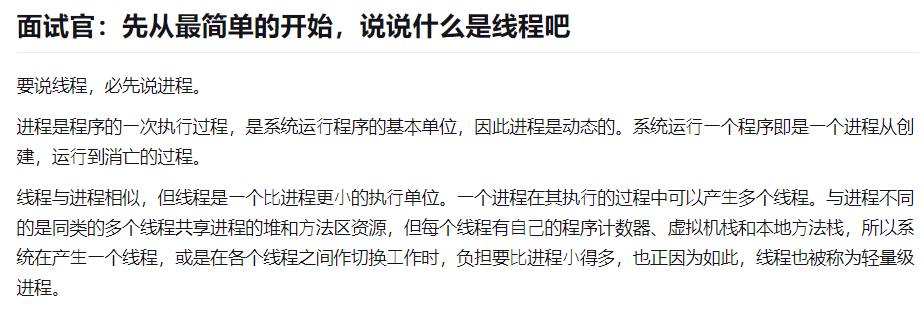 面试官：先从最简单的开始，说说什么是线程吧
要说线程，必先说进程。
进程是程序的一次执行过程，是系统运行程序的基本单位，因此进程是动态的。系统运行一个程序即是一个进程从创
建，运行到消亡的过程。
线程与进程相似，但线程是一个比进程更小的执行单位。一个进程在其执行的过程中可以产生多个线程。与进程不同
的是同类的多个线程共享进程的堆和方法区资源，但每个线程有自己的程序计数器、虚拟机栈和本地方法栈，所以系
统在产生一个线程，或是在各个线程之间作切换工作时，负担要比进程小得多，也正因为如此，线程也被称为轻量级
进程。